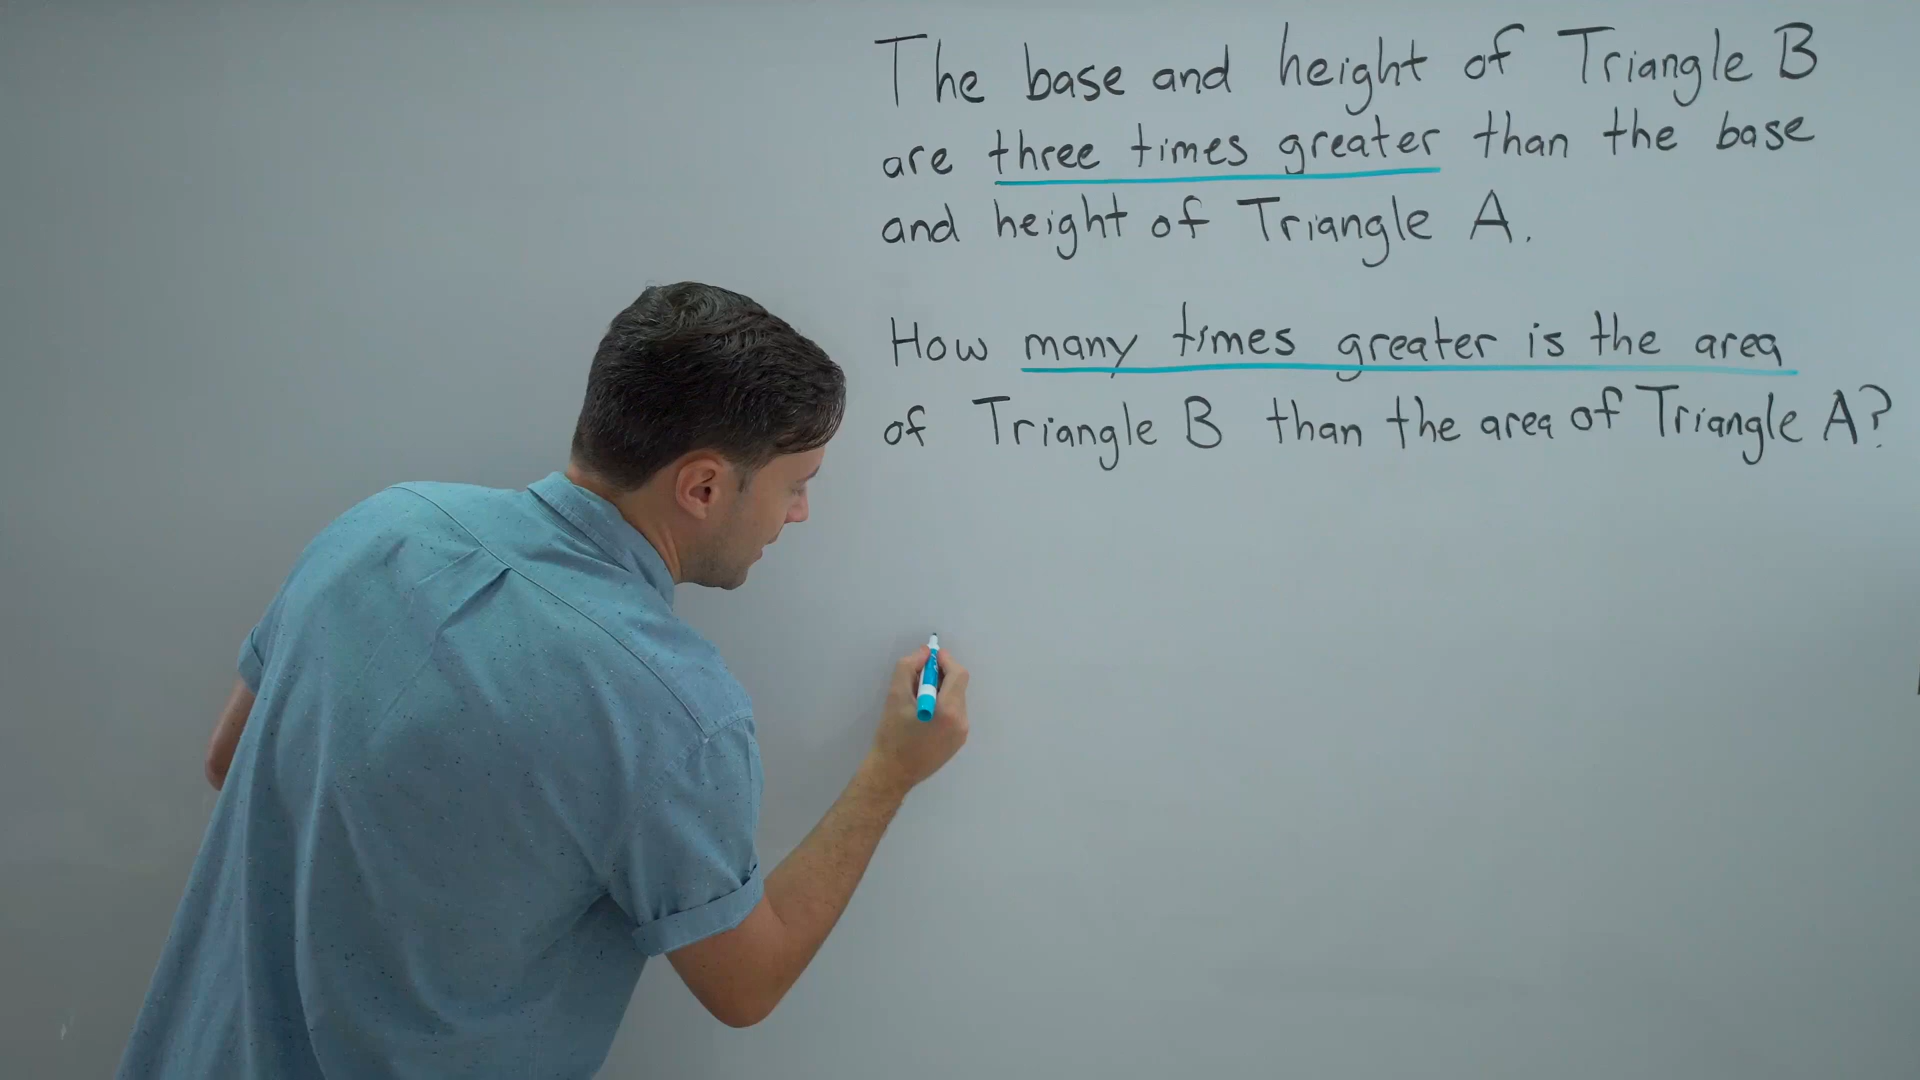 The base and height of Triangle B
are three times greater than the base
and height of Triangle A.
How many times greater is the area
of Triangle B than the area of Triangle A?